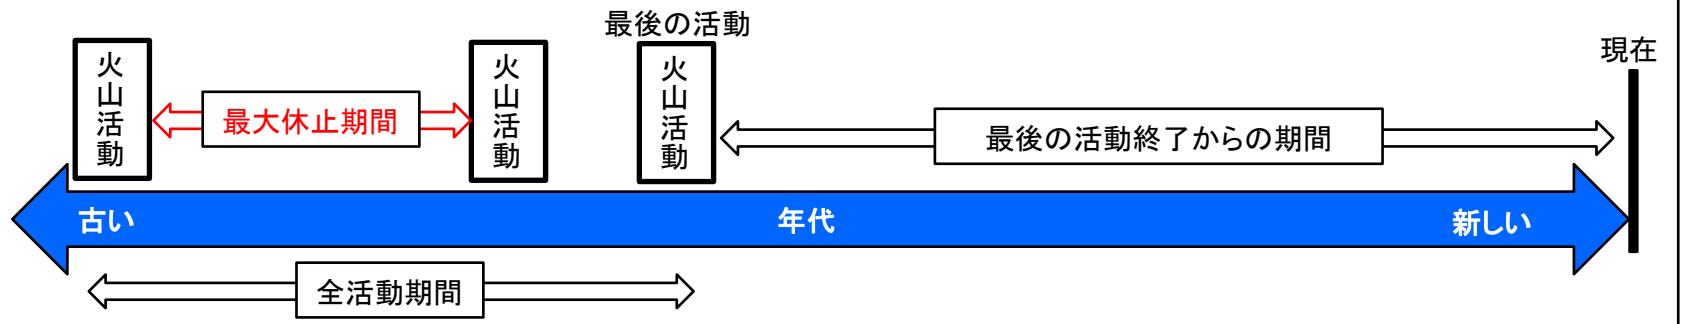 最後の活動
現在
火山活動
火山活動
火山活動
最大休止期間
最後の活動終了からの期間
古い
年代
新しい
全活動期間